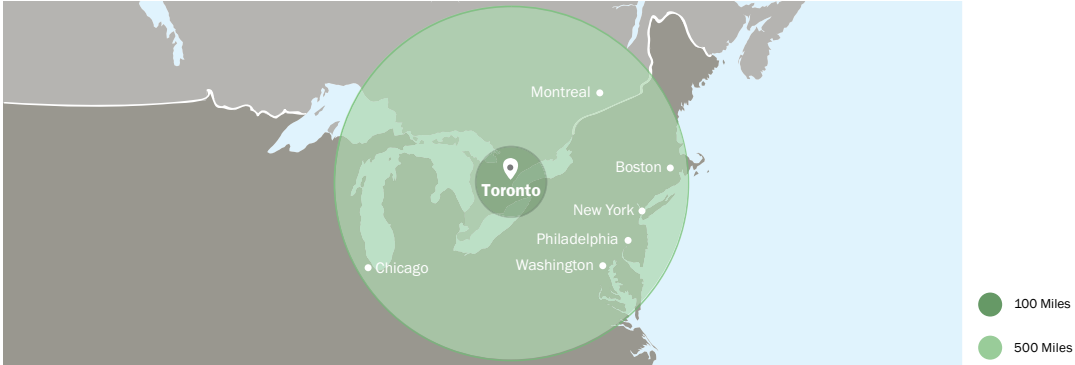 Montreal
Boston
Toronto
New York
Philadelphia
Washington
Chicago
100 Miles
500 Miles